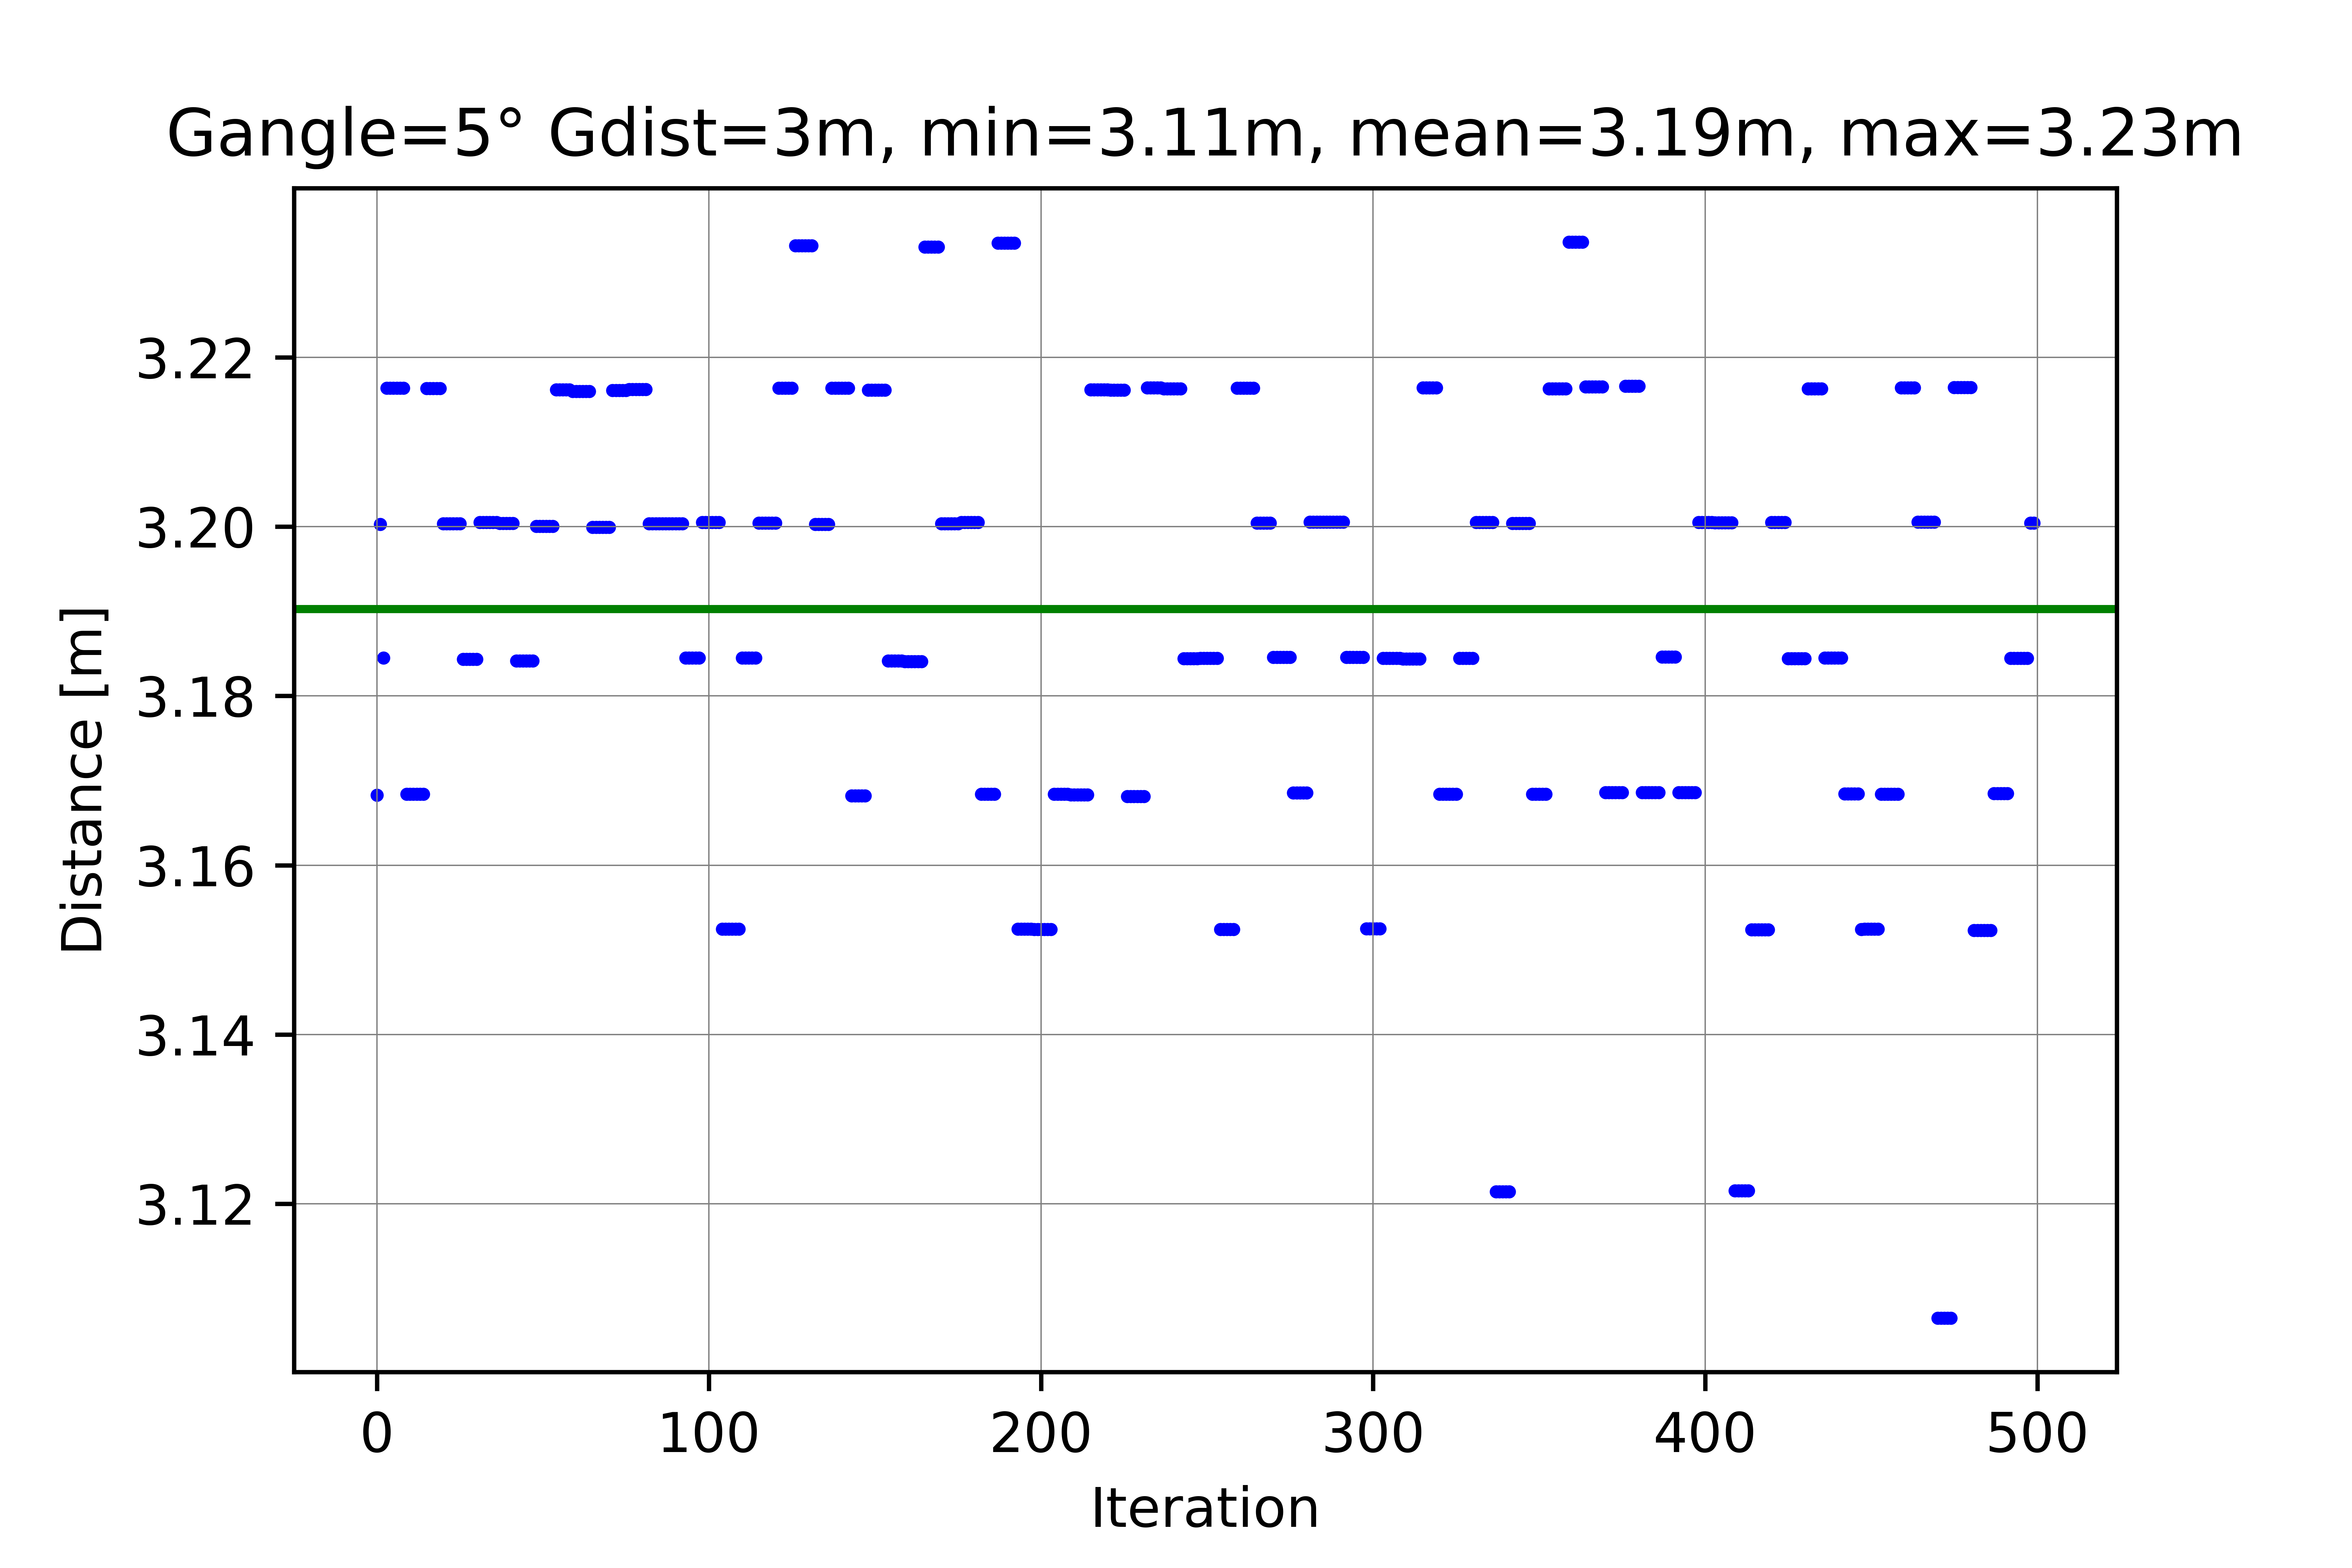 Gangle=5° Gdist=3m, min=3.11m, mean=3.19m, max=3.23m
Distance [m]
3.22
3.20
3.18
3.16
3.14
3.12
0 100 200 300 400 500
Iteration